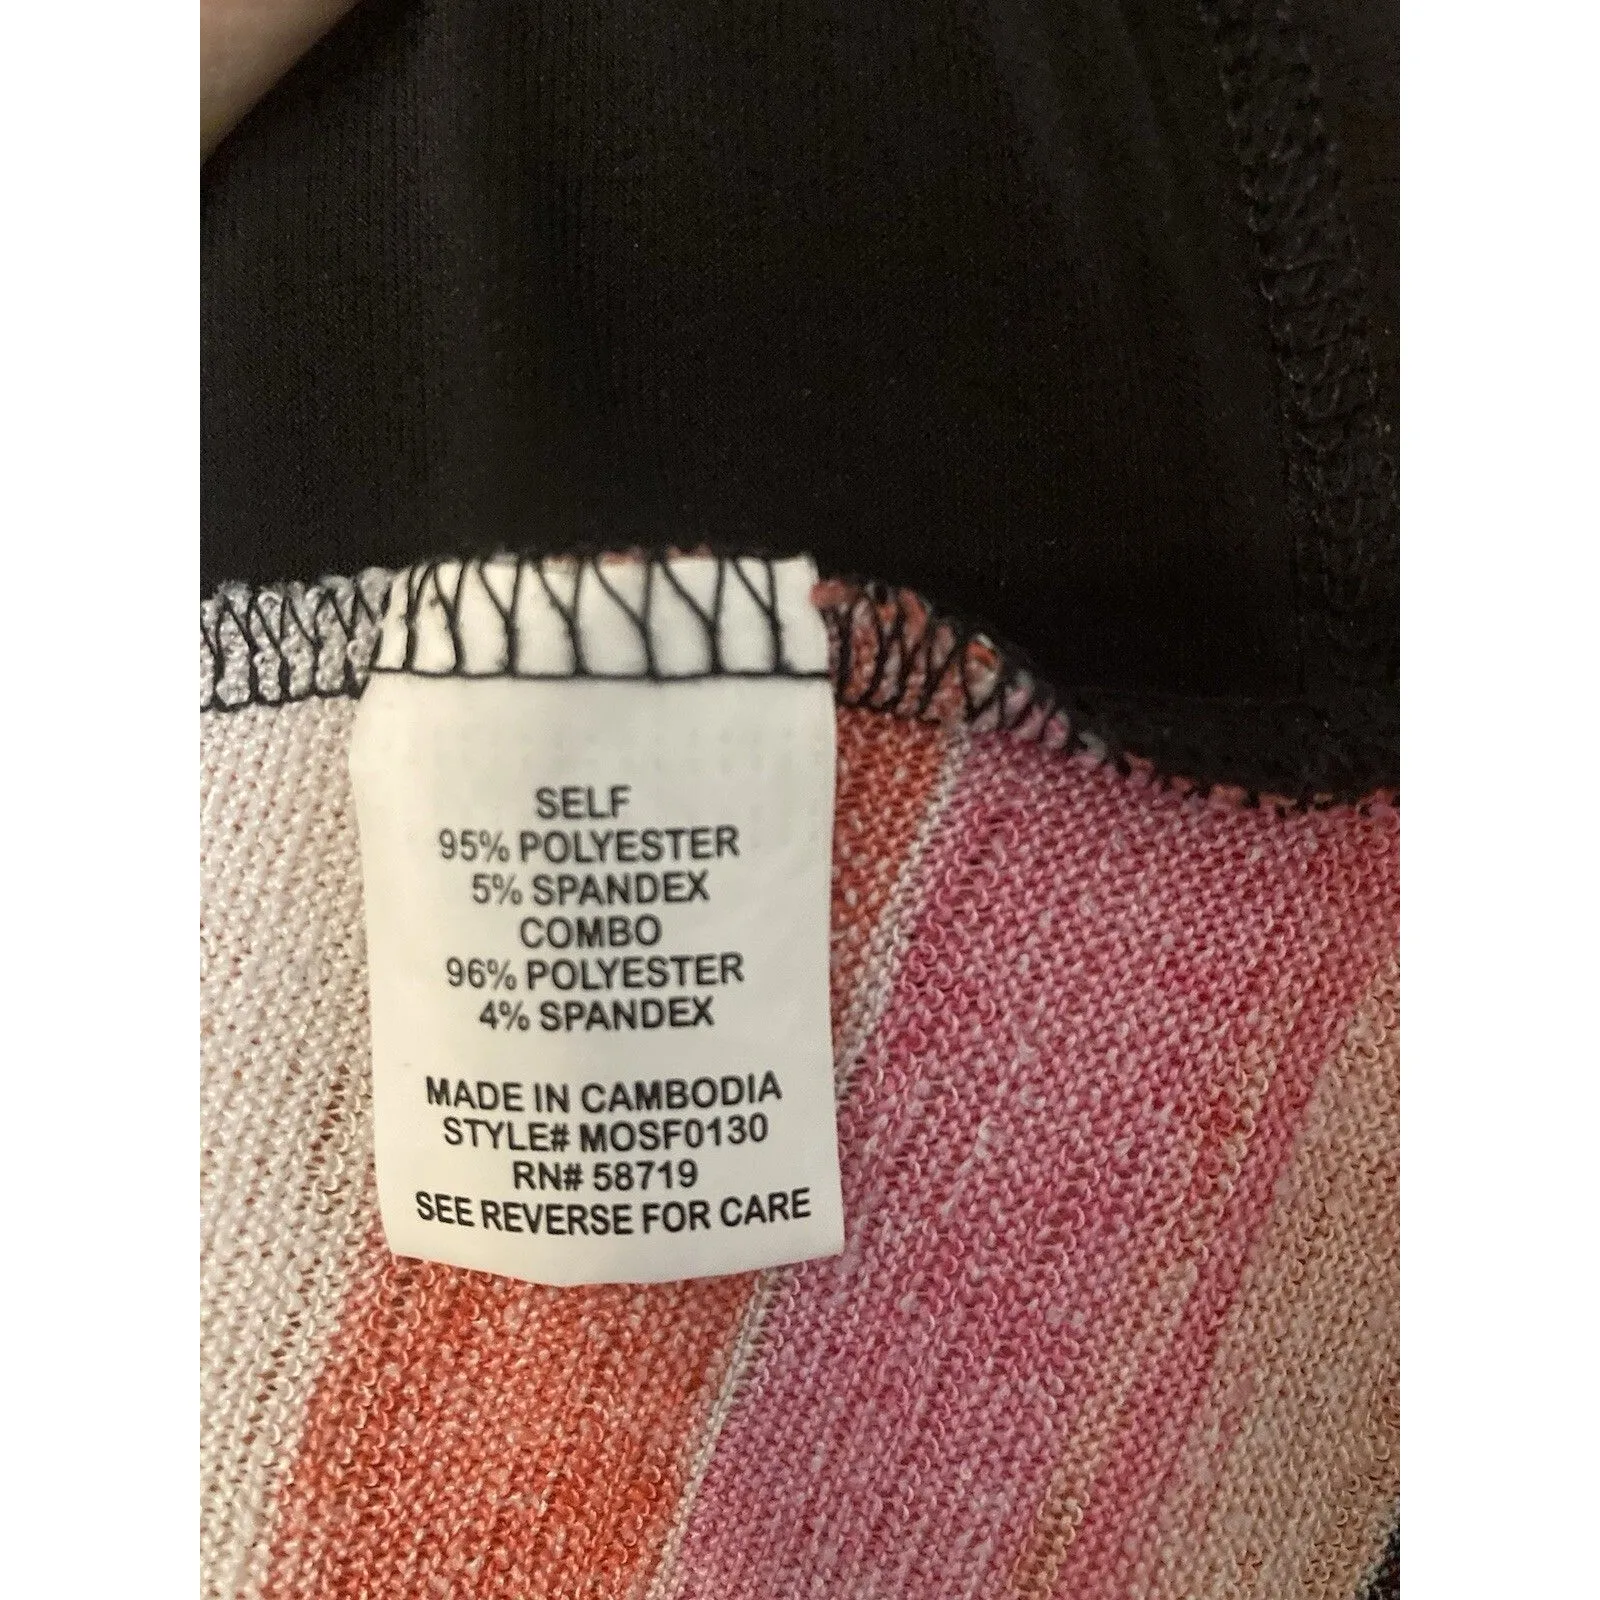 SELF
95% POLYESTER
5% SPANDEX
COMBO
96% POLYESTER
4% SPANDEX
MADE IN CAMBODIA
STYLE# MOSF0130
RN# 58719
SEE REVERSE FOR CARE